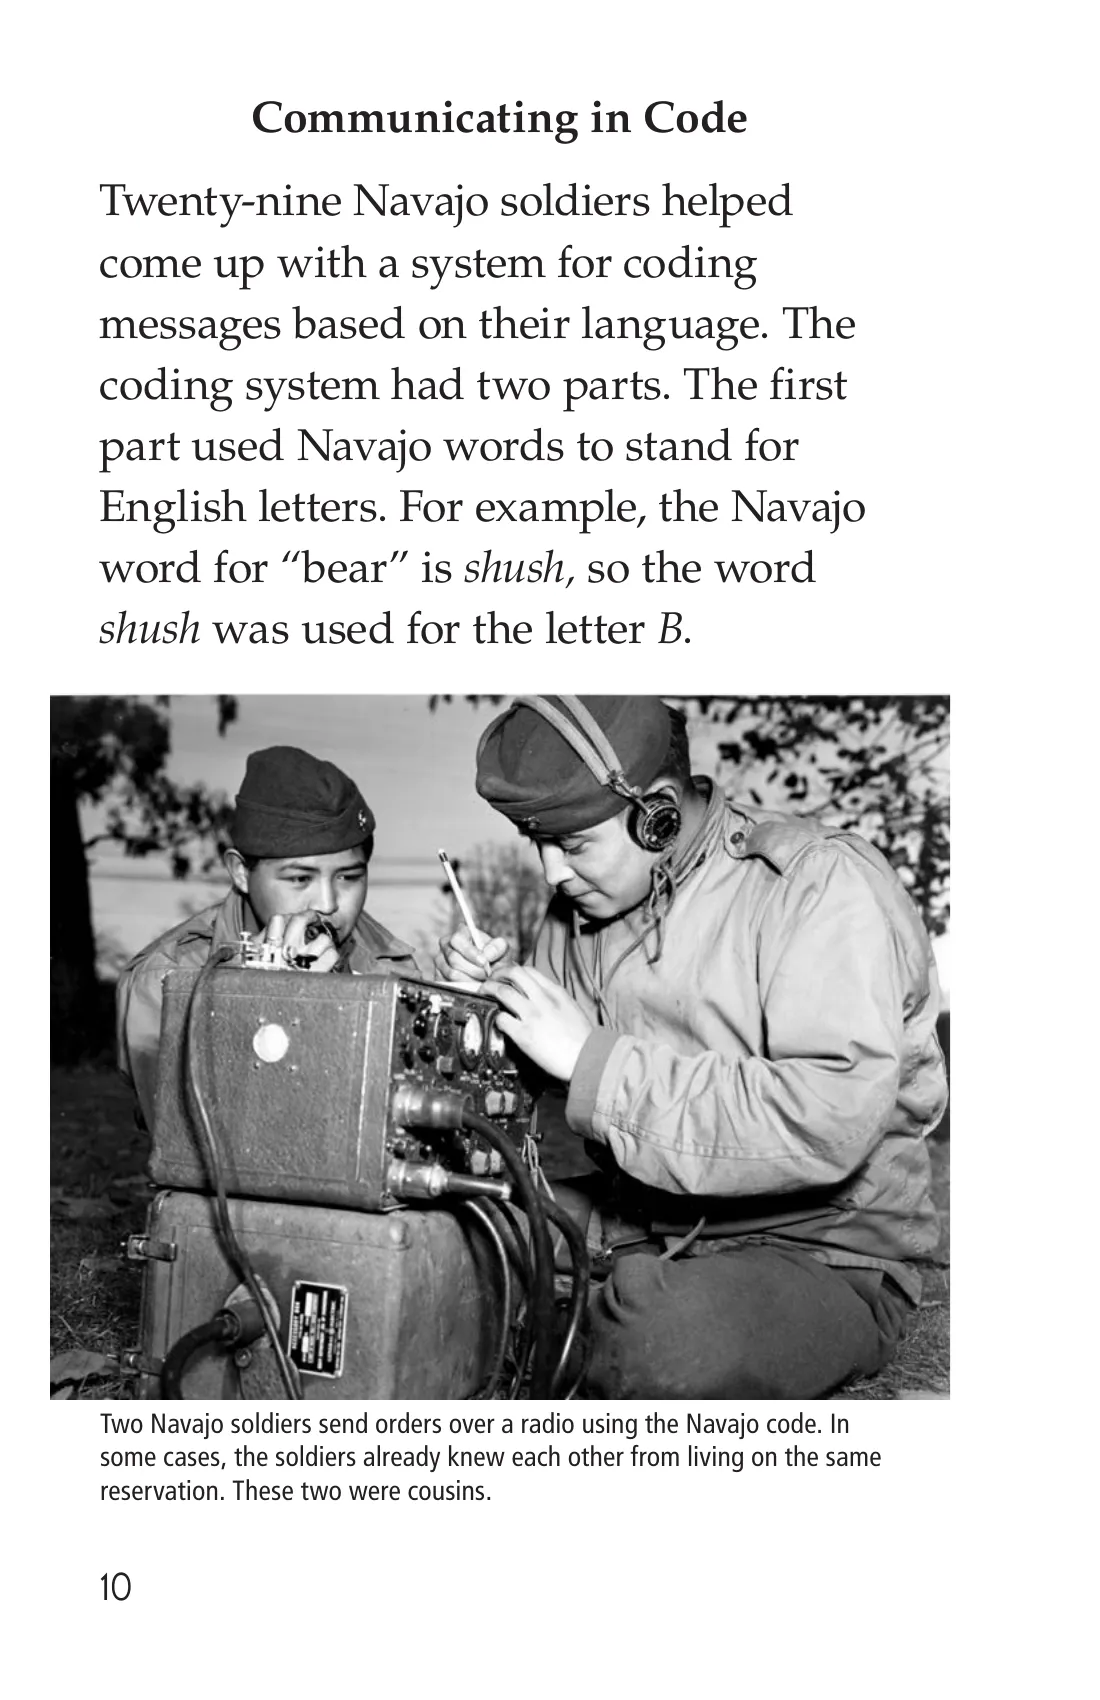 Communicating in Code
Twenty-nine Navajo soldiers helped
come up with a system for coding
messages based on their language. The
coding system had two parts. The first
part used Navajo words to stand for
English letters. For example, the Navajo
word for “bear” is shush, so the word
shush was used for the letter B.
Two Navajo soldiers send orders over a radio using the Navajo code. In
some cases, the soldiers already knew each other from living on the same
reservation. These two were cousins.
10